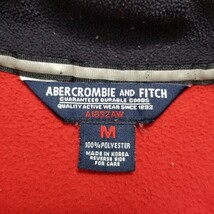 ABERCROMBIE AND FITCH
GUARANTEED DURABLE GOODS
QUALITY ACTIVE WEAR SINCE 1892
A1892AW
M
100% POLYESTER
MADE IN KOREA
REVERSE SIDE
FOR CARE